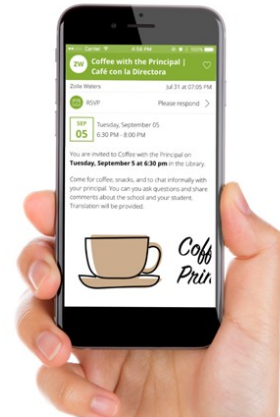 Carrier 4:50 PM 100%
ZW
Coffee with the Principal |
Café con la Directora
Zoila Waters Jul 31 at 07:05 PM
RSVP Please respond
SEP
05
Tuesday, September 05
6:30 PM - 8:00 PM
You are invited to Coffee with the Principal on
Tuesday, September 5 at 6:30 pm in the Library.
Come for coffee, snacks, and to chat informally with
your principal. You can you ask questions and share
comments about the school and your student.
Translation will be provided.
Coff
Prin